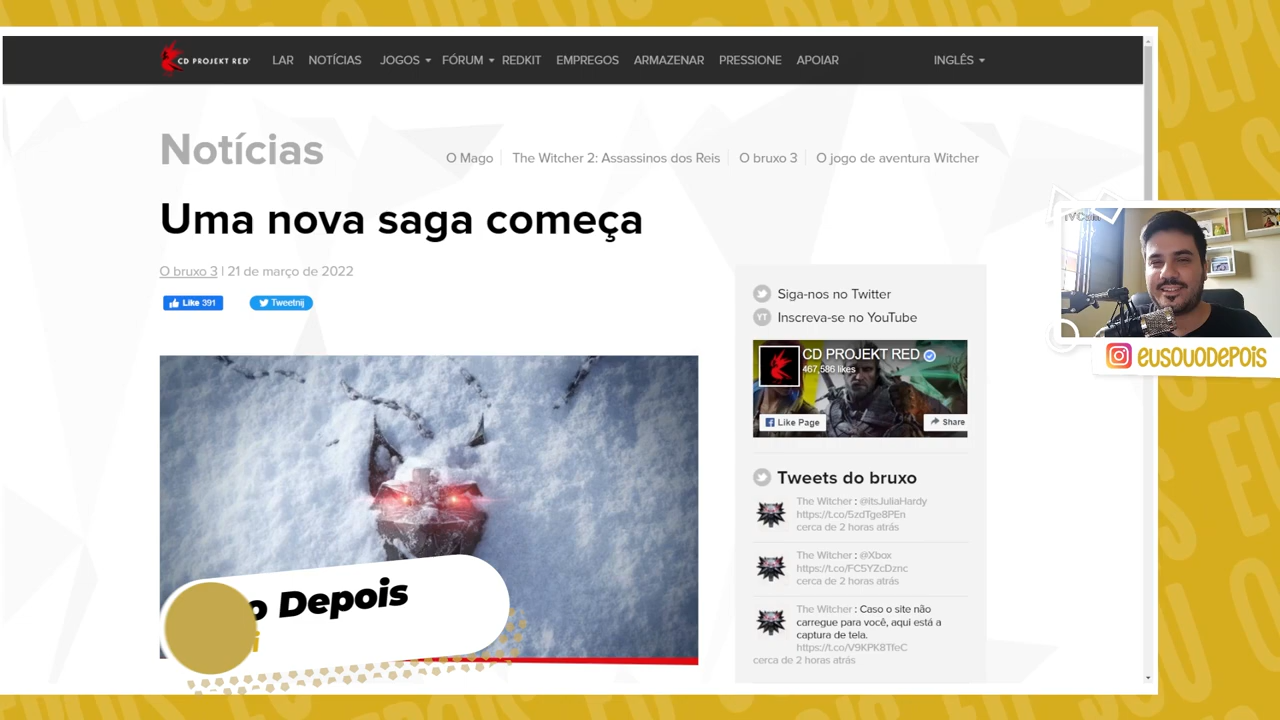 CD PROJEKT RED
LAR NOTÍCIAS JOGOS FÓRUM REDKIT EMPREGOS ARMAZENAR PRESSIONE APOIAR INGLÊS
Notícias
O Mago The Witcher 2: Assassinos dos Reis O bruxo 3 O jogo de aventura Witcher
Uma nova saga começa
O bruxo 3 | 21 de março de 2022
Like 391 Tweetnij
Siga-nos no Twitter
YT Inscreva-se no YouTube
CD PROJEKT RED
467,586 likes
Like Page Share
Tweets do bruxo
The Witcher : @itsJuliaHardy
https://t.co/5zdTge8PEn
cerca de 2 horas atrás
The Witcher : @Xbox
https://t.co/FC5YZcDznc
cerca de 2 horas atrás
The Witcher : Caso o site não
carregue para você, aqui está a
captura de tela.
https://t.co/V9KPK8TfeC
cerca de 2 horas atrás
o Depois
i
eusouodepois